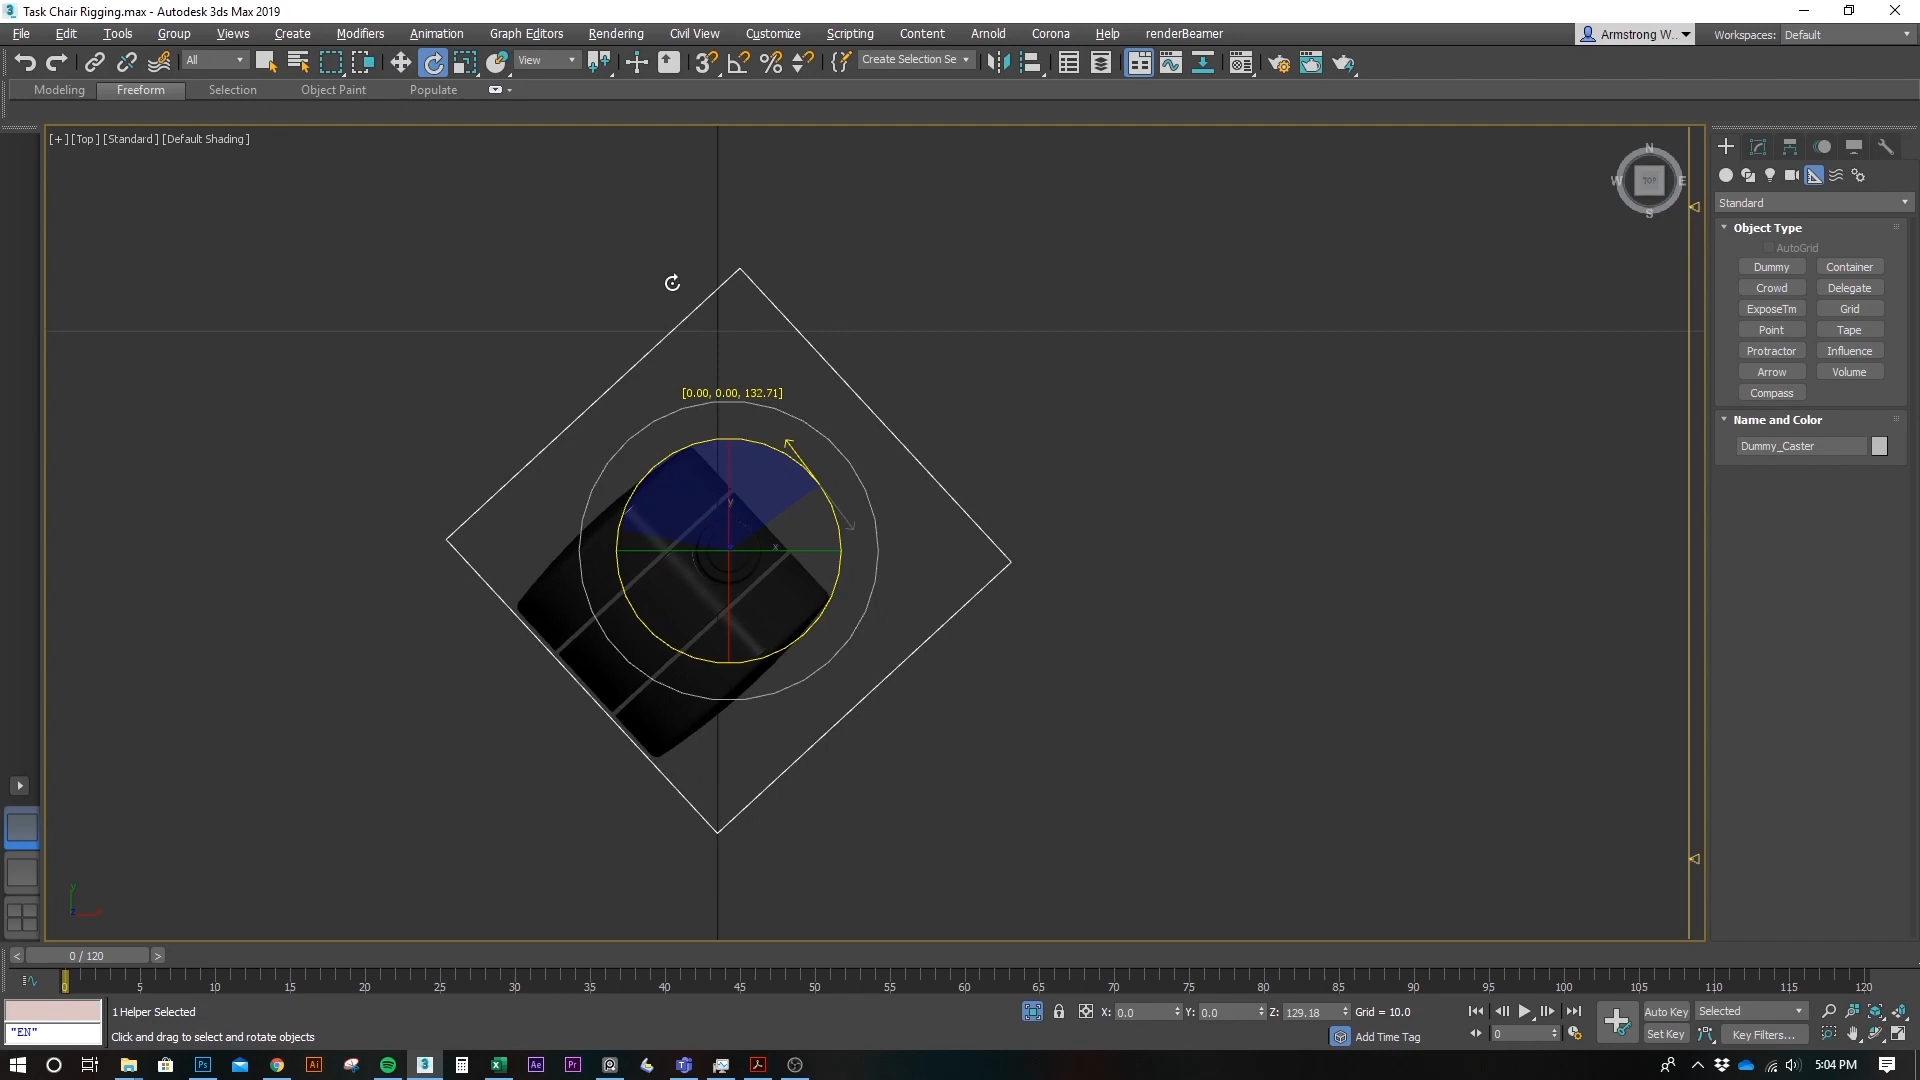 Task Chair Rigging.max - Autodesk 3ds Max 2019
File Edit Tools Group Views Create Modifiers Animation Graph Editors Rendering Civil View Customize Scripting Content Arnold Corona Help renderBeamer
Armstrong W... Workspaces: Default
All View Create Selection Se
Modeling Freeform Selection Object Paint Populate
[+] [Top] [Standard] [Default Shading]
N
W TOP E
S
Standard
Object Type
AutoGrid
Dummy Container
Crowd Delegate
ExposeTm Grid
Point Tape
Protractor Influence
Arrow Volume
Compass
Name and Color
Dummy_Caster
[0.00, 0.00, 132.71]
y
x
y
z x
0 / 120
0 5 10 15 20 25 30 35 40 45 50 55 60 65 70 75 80 85 90 95 100 105 110 115 120
1 Helper Selected
X: 0.0 Y: 0.0 Z: 129.18 Grid = 10.0
Auto Key Selected
"EN"
Click and drag to select and rotate objects
Add Time Tag
0
Set Key Key Filters...
5:04 PM